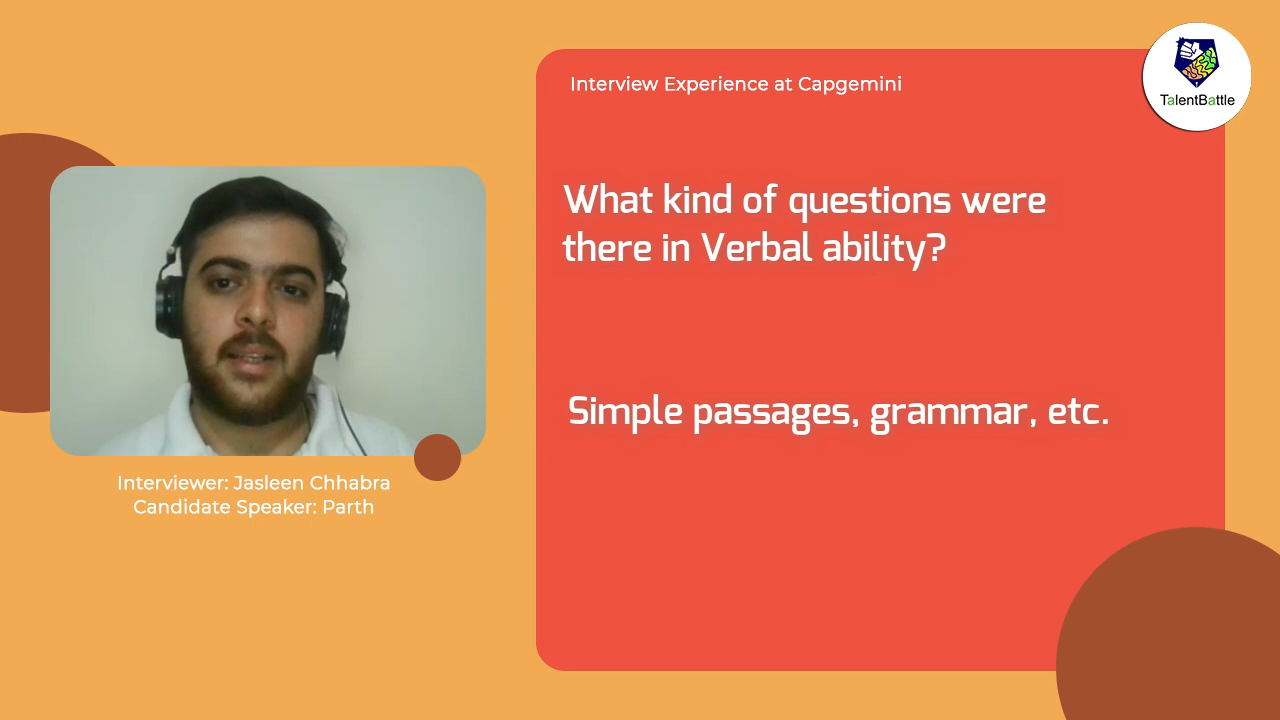 Interview Experience at Capgemini
TalentBattle
What kind of questions were
there in Verbal ability?
Simple passages, grammar, etc.
Interviewer: Jasleen Chhabra
Candidate Speaker: Parth